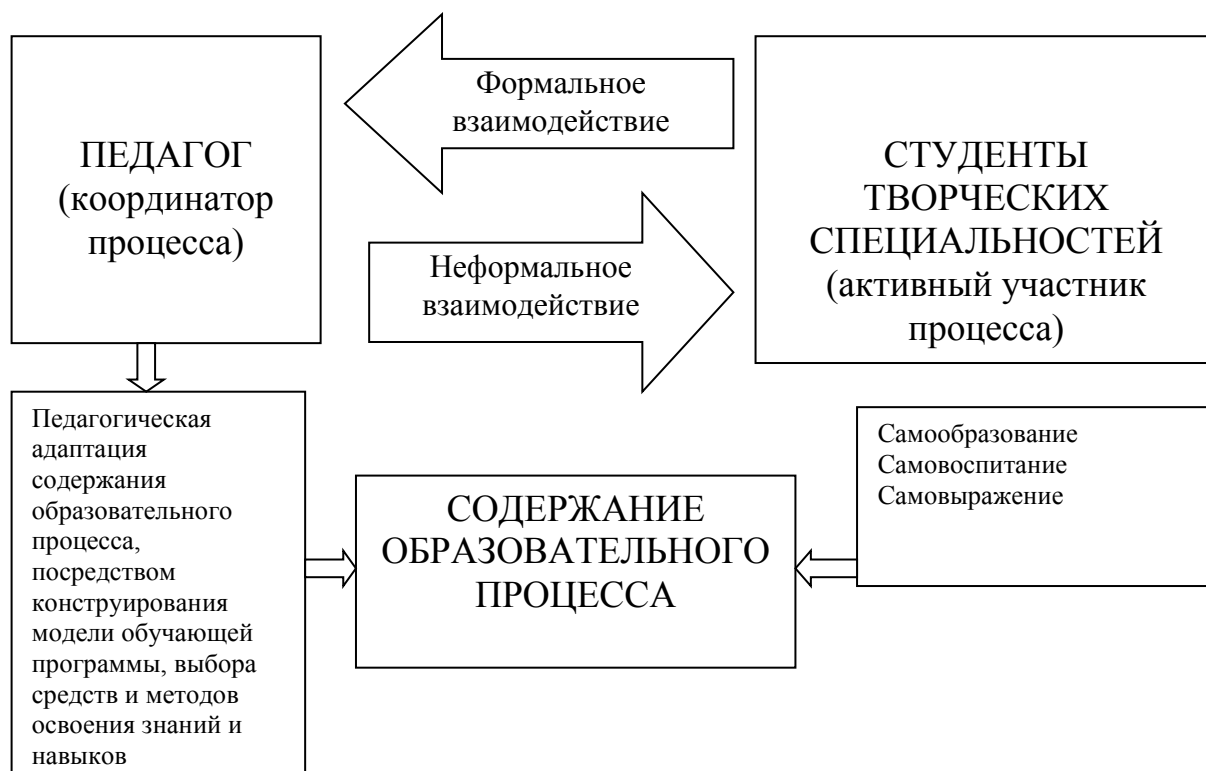 ПЕДАГОГ
(координатор
процесса)
Формальное
взаимодействие
Неформальное
взаимодействие
СТУДЕНТЫ
ТВОРЧЕСКИХ
СПЕЦИАЛЬНОСТЕЙ
(активный участник
процесса)
Педагогическая
адаптация
содержания
образовательного
процесса,
посредством
конструирования
модели обучающей
программы, выбора
средств и методов
освоения знаний и
навыков
СОДЕРЖАНИЕ
ОБРАЗОВАТЕЛЬНОГО
ПРОЦЕССА
Самообразование
Самовоспитание
Самовыражение